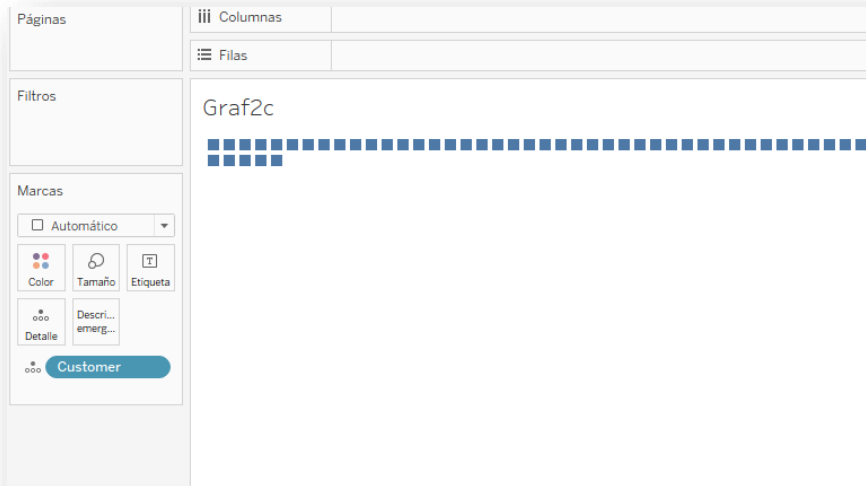 Páginas
Columnas
Filas
Filtros
Graf2c
Marcas
Automático
Color
Tamaño
T
Etiqueta
Detalle
Descri...
emerg...
Customer